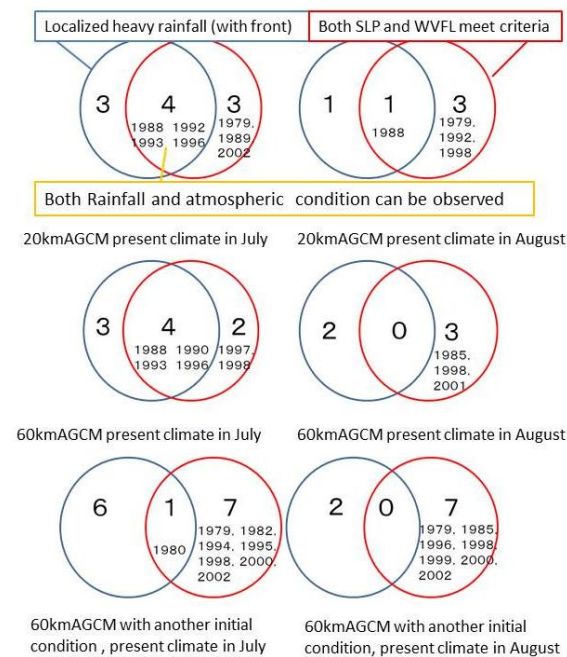 Localized heavy rainfall (with front)
Both SLP and WVFL meet criteria
3 4 3
1988 1992
1993 1996
1979.
1989
2002
1 1 3
1988
1979.
1992.
1998
Both Rainfall and atmospheric condition can be observed
20kmAGCM present climate in July
20kmAGCM present climate in August
3 4 2
1988 1990
1993 1996
1997.
1998
2 0 3
1985.
1998.
2001
60kmAGCM present climate in July
60kmAGCM present climate in August
6 1 7
1980
1979. 1982.
1994. 1995.
1998. 2000.
2002
2 0 7
1979. 1985.
1996. 1998.
1999. 2000.
2002
60kmAGCM with another initial
condition , present climate in July
60kmAGCM with another initial
condition, present climate in August